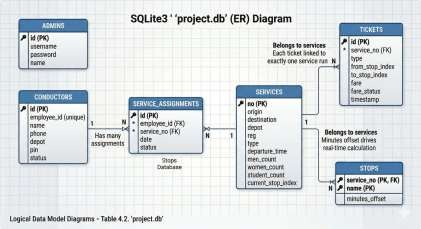 SQLite3 ' 'project.db' (ER) Diagram
ADMINS
id (PK)
username
password
name
CONDUCTORS
id (PK)
employee_id (unique)
name
phone
depot
pin
status
1
Has many
assignments
N
SERVICE_ASSIGNMENTS
id (PK)
* employee_id (FK)
* service_no (FK)
date
status
Stops
Database
N
1
SERVICES
no (PK)
origin
destination
depot
reg
type
departure_time
men_count
women_count
student_count
current_stop_index
Belongs to services
Each ticket linked to
exactly one service run
N
TICKETS
id (PK)
* service_no (FK)
type
from_stop_index
to_stop_index
fare
fare_status
timestamp
1
Belongs to services
Minutes offset drives
real-time calculation
N
STOPS
service_no (PK, FK)
name (PK)
minutes_offset
Logical Data Model Diagrams - Table 4.2. 'project.db'